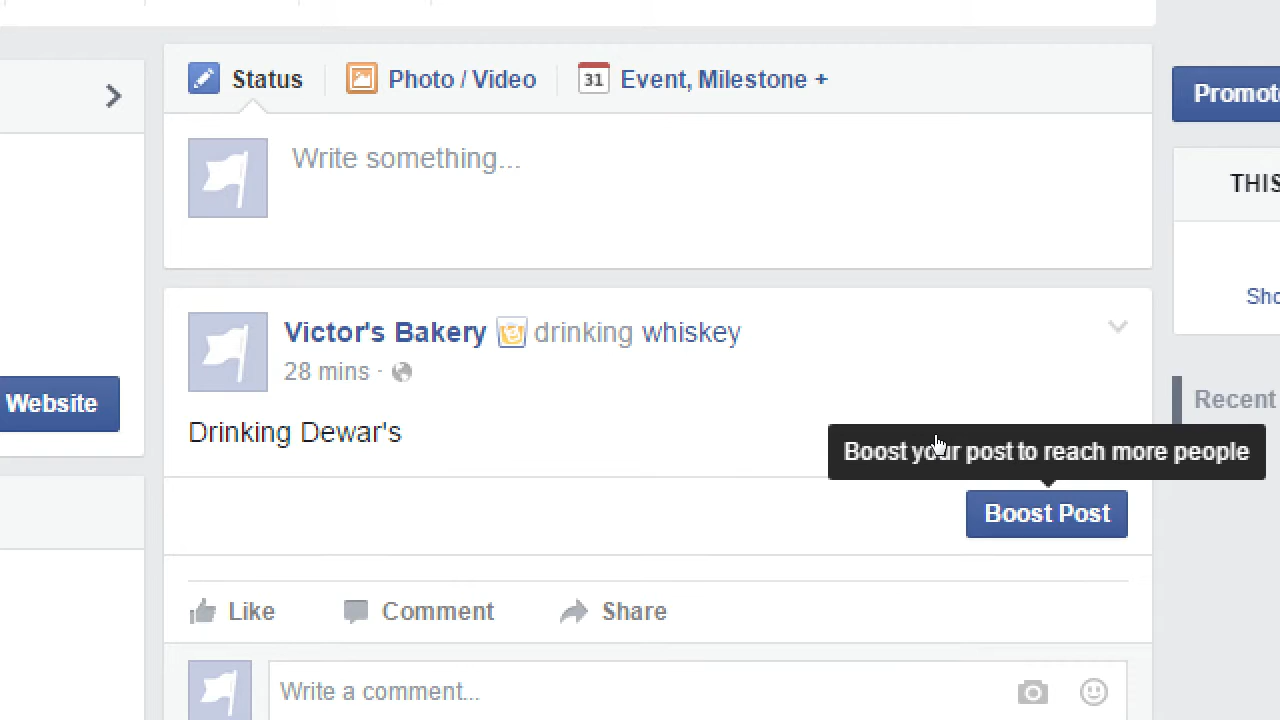 Status
Photo / Video
31
Event, Milestone +
Promot
Write something...
THIS
Sho
Victor's Bakery drinking whiskey
28 mins ·
Website
Recent
Drinking Dewar's
Boost your post to reach more people
Boost Post
Like
Comment
Share
Write a comment...